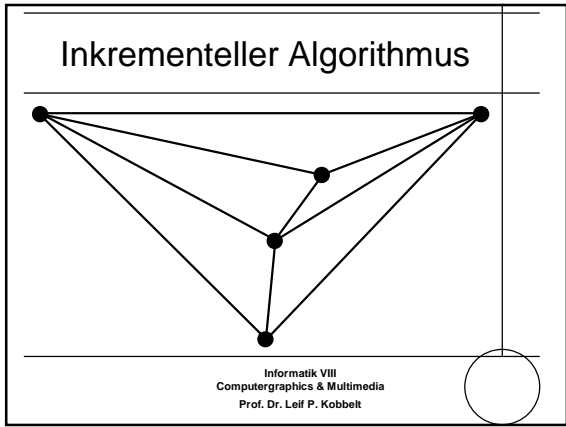 Inkrementeller Algorithmus
Informatik VIII
Computergraphics & Multimedia
Prof. Dr. Leif P. Kobbelt